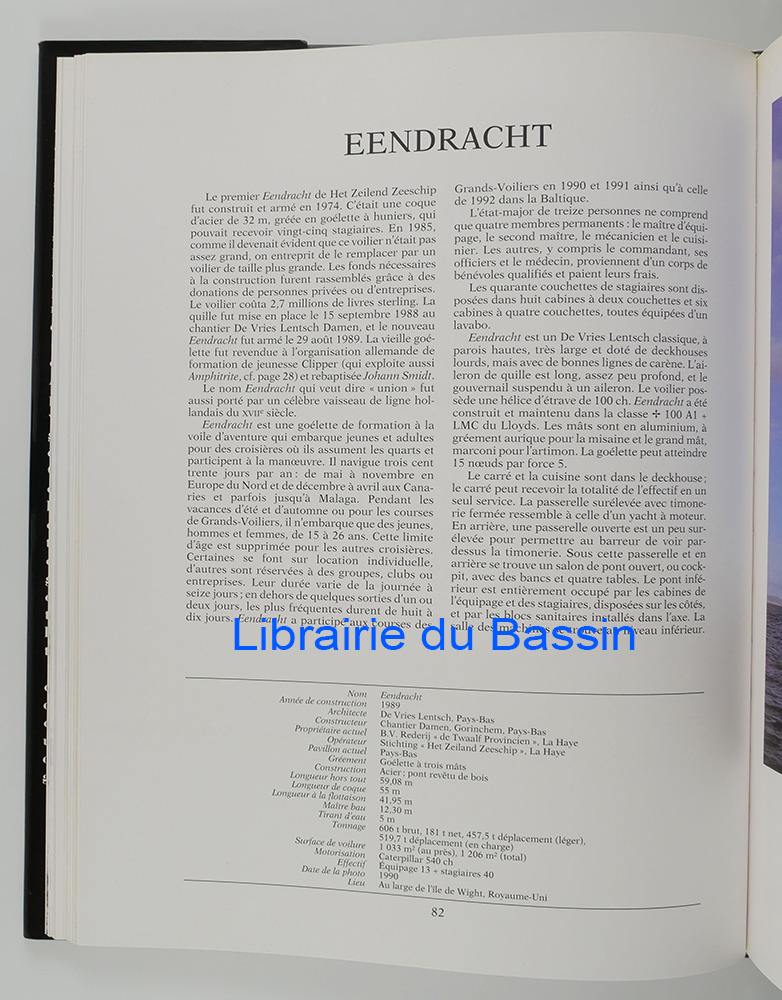 EENDRACHT
Le premier Eendracht de Het Zeilend Zeeschip
fut construit et armé en 1974. C'était une coque
d'acier de 32 m, gréée en goélette à huniers, qui
pouvait recevoir vingt-cinq stagiaires. En 1985,
comme il devenait évident que ce voilier n'était pas
assez grand, on entreprit de le remplacer par un
voilier de taille plus grande. Les fonds nécessaires
à la construction furent rassemblés grâce à des
donations de personnes privées ou d'entreprises.
Le voilier coûta 2,7 millions de livres sterling. La
quille fut mise en place le 15 septembre 1988 au
chantier De Vries Lentsch Damen, et le nouveau
Eendracht fut armé le 29 août 1989. La vieille goé-
lette fut revendue à l'organisation allemande de
formation de jeunesse Clipper (qui exploite aussi
Amphitrite, cf. page 28) et rebaptisée Johann Smidt.
Le nom Eendracht qui veut dire « union » fut
aussi porté par un célèbre vaisseau de ligne hol-
landais du XVIIe siècle.
Eendracht est une goélette de formation à la
voile d'aventure qui embarque jeunes et adultes
pour des croisières où ils assument les quarts et
participent à la manœuvre. Il navigue trois cent
trente jours par an : de mai à novembre en
Europe du Nord et de décembre à avril aux Cana-
ries et parfois jusqu'à Malaga. Pendant les
vacances d'été et d'automne ou pour les courses
de Grands-Voiliers, il n'embarque que des jeunes,
hommes et femmes, de 15 à 26 ans. Cette limite
d'âge est supprimée pour les autres croisières.
Certaines se font sur location individuelle,
d'autres sont réservées à des groupes, clubs ou
entreprises. Leur durée varie de la journée à
seize jours ; en dehors de quelques sorties d'un ou
deux jours, les plus fréquentes durent de huit à
dix jours. Eendracht a participé aux courses des
Grands-Voiliers en 1990 et 1991 ainsi qu'à celle
de 1992 dans la Baltique.
L'état-major de treize personnes ne comprend
que quatre membres permanents : le maître d'équi-
page, le second maître, le mécanicien et le cuisi-
nier. Les autres, y compris le commandant, ses
officiers et le médecin, proviennent d'un corps de
bénévoles qualifiés et paient leurs frais.
Les quarante couchettes de stagiaires sont dis-
posées dans huit cabines à deux couchettes et six
cabines à quatre couchettes, toutes équipées d'un
lavabo.
Eendracht est un De Vries Lentsch classique, à
parois hautes, très large et doté de deckhouses
lourds, mais avec de bonnes lignes de carène. L'ai-
leron de quille est long, assez peu profond, et le
gouvernail suspendu à un aileron. Le voilier pos-
sède une hélice d'étrave de 100 ch. Eendracht a été
construit et maintenu dans la classe ✢ 100 A1 +
LMC du Lloyds. Les mâts sont en aluminium, à
gréement aurique pour la misaine et le grand mât,
marconi pour l'artimon. La goélette peut atteindre
15 nœuds par force 5.
Le carré et la cuisine sont dans le deckhouse ;
le carré peut recevoir la totalité de l'effectif en un
seul service. La passerelle surélevée avec timone-
rie fermée ressemble à celle d'un yacht à moteur.
En arrière, une passerelle ouverte est un peu sur-
élevée pour permettre au barreur de voir par-
dessus la timonerie. Sous cette passerelle et en
arrière se trouve un salon de pont ouvert, ou cock-
pit, avec des bancs et quatre tables. Le pont infé-
rieur est entièrement occupé par les cabines de
l'équipage et des stagiaires, disposées sur les côtés,
et par les blocs sanitaires installés dans l'axe. La
salle des machines se trouve au niveau inférieur.
Librairie du Bassin
Nom Eendracht
Année de construction 1989
Architecte De Vries Lentsch, Pays-Bas
Constructeur Chantier Damen, Gorinchem, Pays-Bas
Propriétaire actuel B.V. Rederij « de Twaalf Provincien », La Haye
Opérateur Stichting « Het Zeiland Zeeschip », La Haye
Pavillon actuel Pays-Bas
Gréement Goélette à trois mâts
Construction Acier ; pont revêtu de bois
Longueur hors tout 59,08 m
Longueur de coque 55 m
Longueur à la flottaison 41,95 m
Maître bau 12,30 m
Tirant d'eau 5 m
Tonnage 606 t brut, 181 t net, 457,5 t déplacement (léger),
519,7 t déplacement (en charge)
Surface de voilure 1 033 m² (au près), 1 206 m² (total)
Motorisation Caterpillar 540 ch
Effectif Équipage 13 + stagiaires 40
Date de la photo 1990
Lieu Au large de l'île de Wight, Royaume-Uni
82